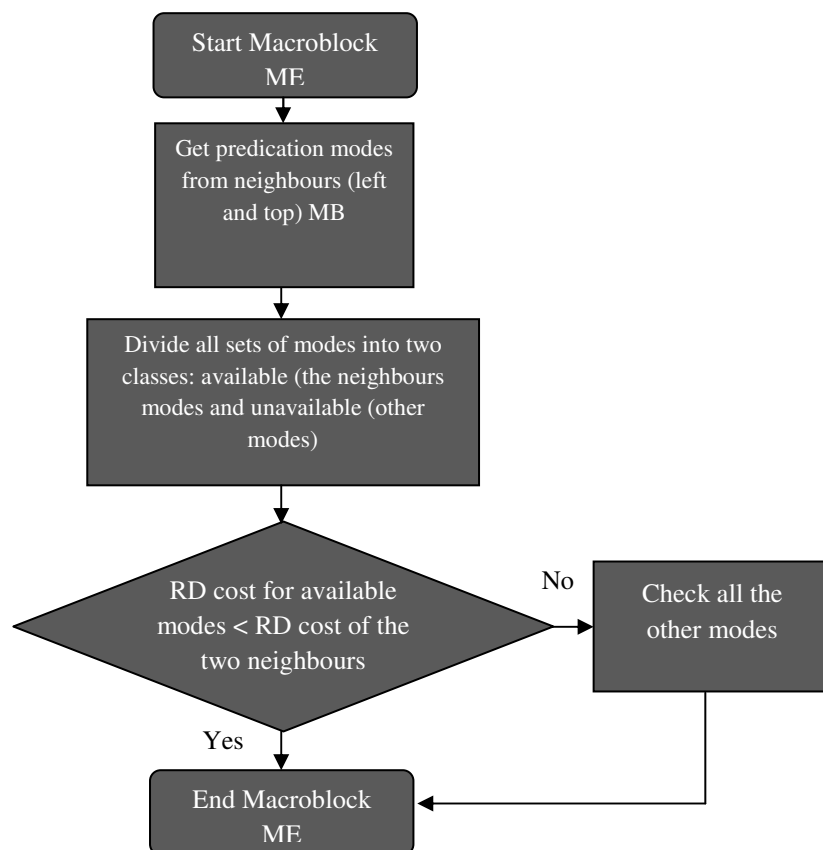 Start Macroblock
ME
Get predication modes
from neighbours (left
and top) MB
Divide all sets of modes into two
classes: available (the neighbours
modes and unavailable (other
modes)
RD cost for available
modes < RD cost of the
two neighbours
No
Check all the
other modes
Yes
End Macroblock
ME